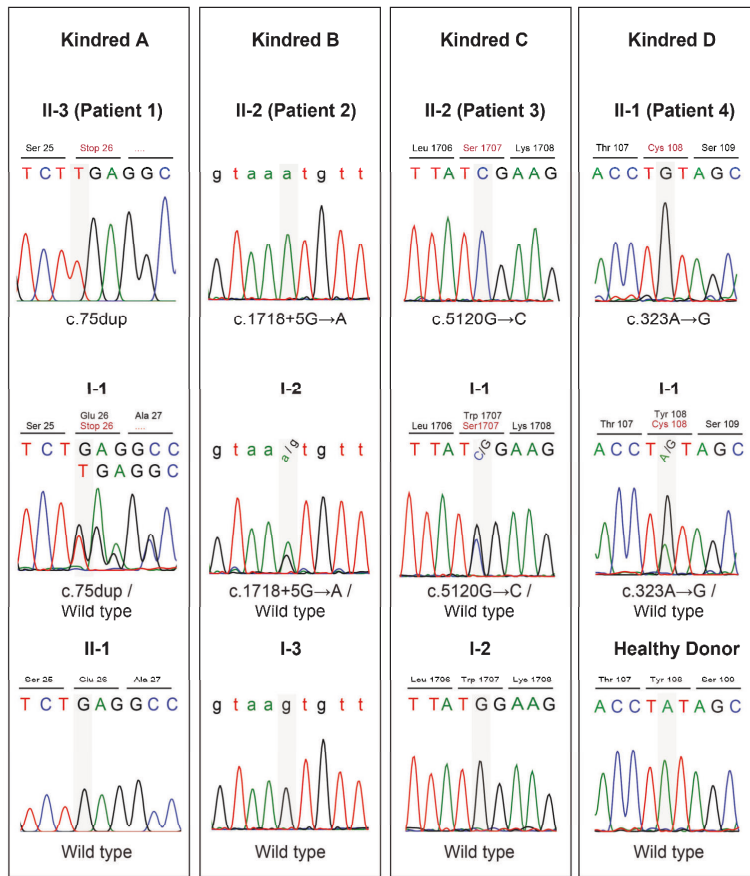 Kindred A
II-3 (Patient 1)
Ser 25 Stop 26 ....
T C T T G A G G C
c.75dup
I-1
Glu 26
Ser 25 Stop 26 Ala 27 ....
T C T G A G G C C
T G A G G C
c.75dup /
Wild type
II-1
Ser 25 Glu 26 Ala 27
T C T G A G G C C
Wild type
Kindred B
II-2 (Patient 2)
g t a a a t g t t
c.1718+5G→A
I-2
g t a a a/g t g t t
c.1718+5G→A /
Wild type
I-3
g t a a g t g t t
Wild type
Kindred C
II-2 (Patient 3)
Leu 1706 Ser 1707 Lys 1708
T T A T C G A A G
c.5120G→C
I-1
Trp 1707
Leu 1706 Ser1707 Lys 1708
T T A T C/G G A A G
c.5120G→C /
Wild type
I-2
Leu 1706 Trp 1707 Lys 1708
T T A T G G A A G
Wild type
Kindred D
II-1 (Patient 4)
Thr 107 Cys 108 Ser 109
A C C T G T A G C
c.323A→G
I-1
Tyr 108
Thr 107 Cys 108 Ser 109
A C C T A/G T A G C
c.323A→G /
Wild type
Healthy Donor
Thr 107 Tyr 108 Ser 109
A C C T A T A G C
Wild type